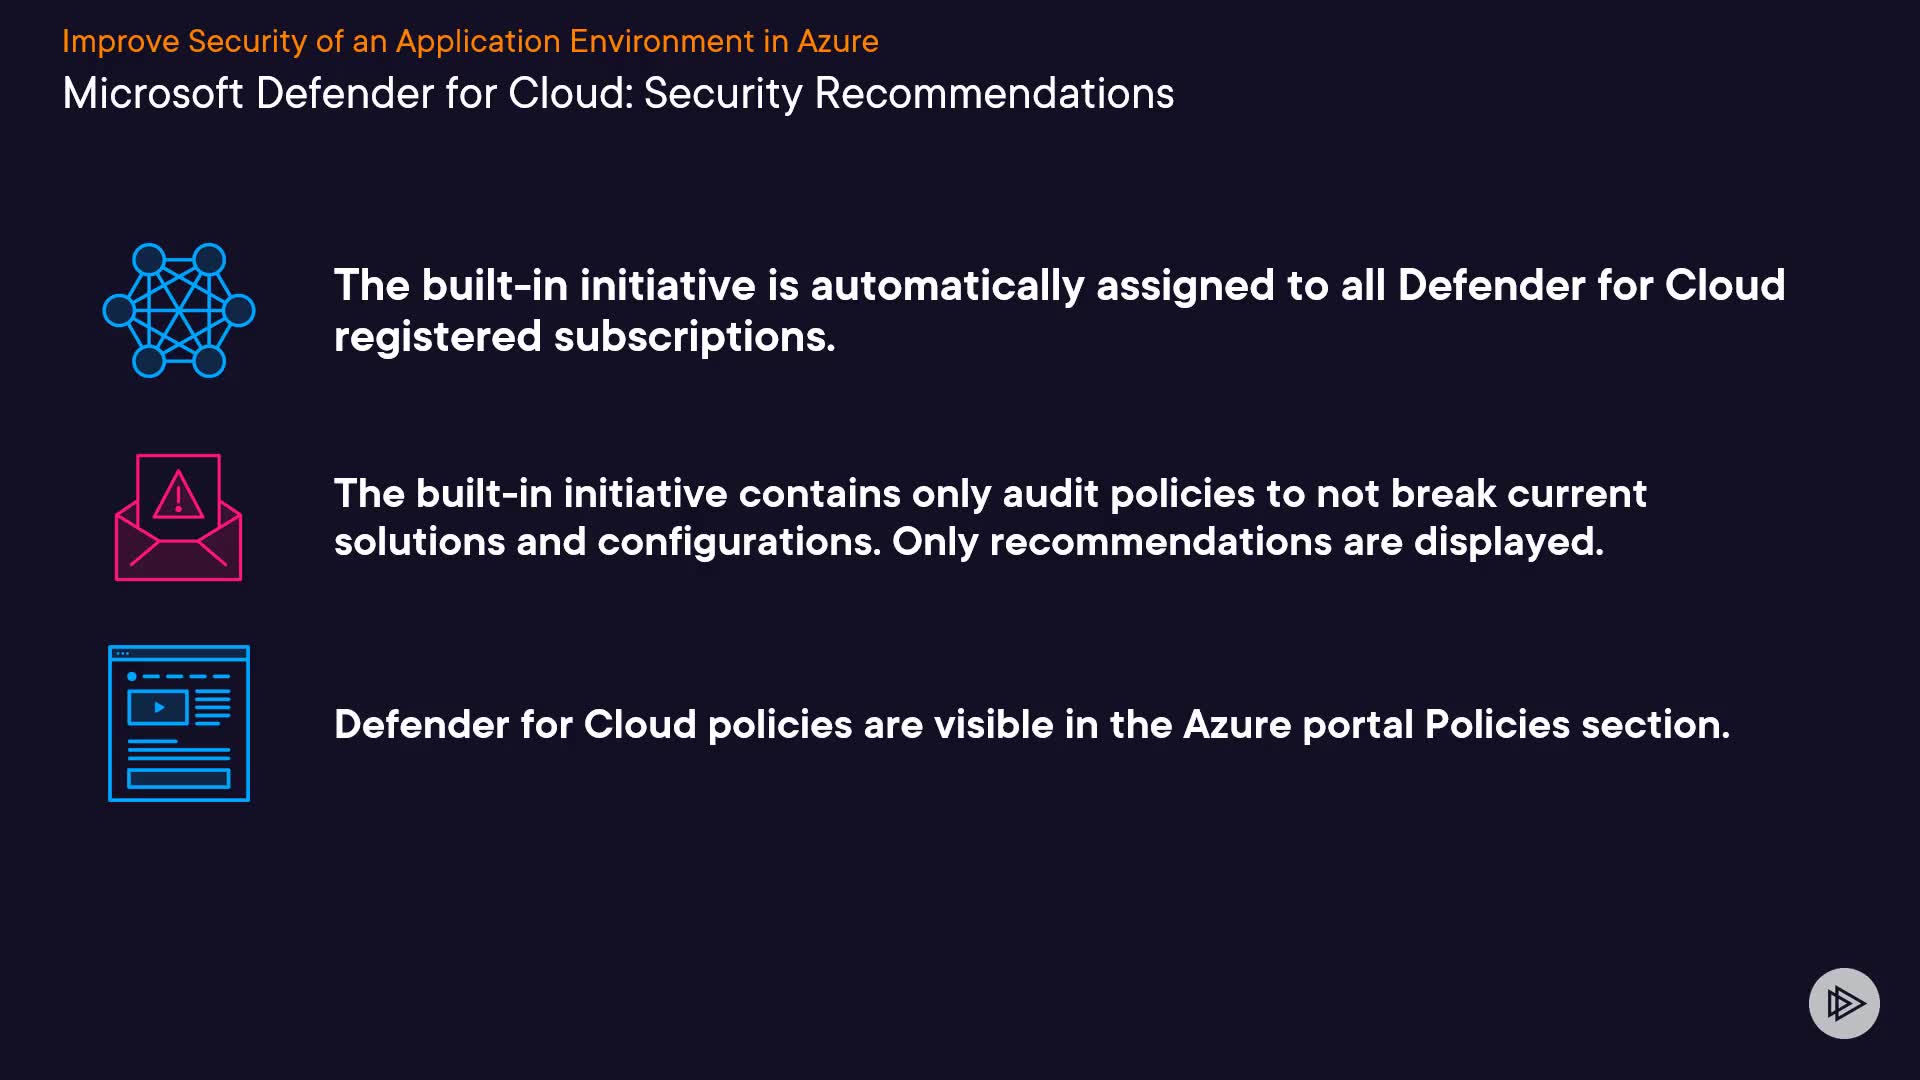 Improve Security of an Application Environment in Azure
Microsoft Defender for Cloud: Security Recommendations
The built-in initiative is automatically assigned to all Defender for Cloud
registered subscriptions.
The built-in initiative contains only audit policies to not break current
solutions and configurations. Only recommendations are displayed.
Defender for Cloud policies are visible in the Azure portal Policies section.